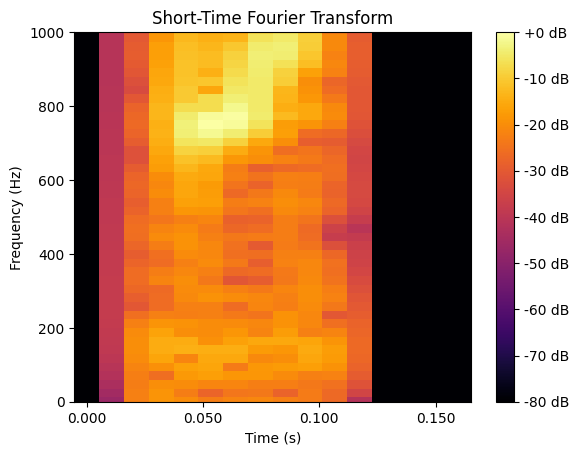 Short-Time Fourier Transform
Frequency (Hz)
1000
800
600
400
200
0
0.000
0.050
0.100
0.150
Time (s)
+0 dB
-10 dB
-20 dB
-30 dB
-40 dB
-50 dB
-60 dB
-70 dB
-80 dB